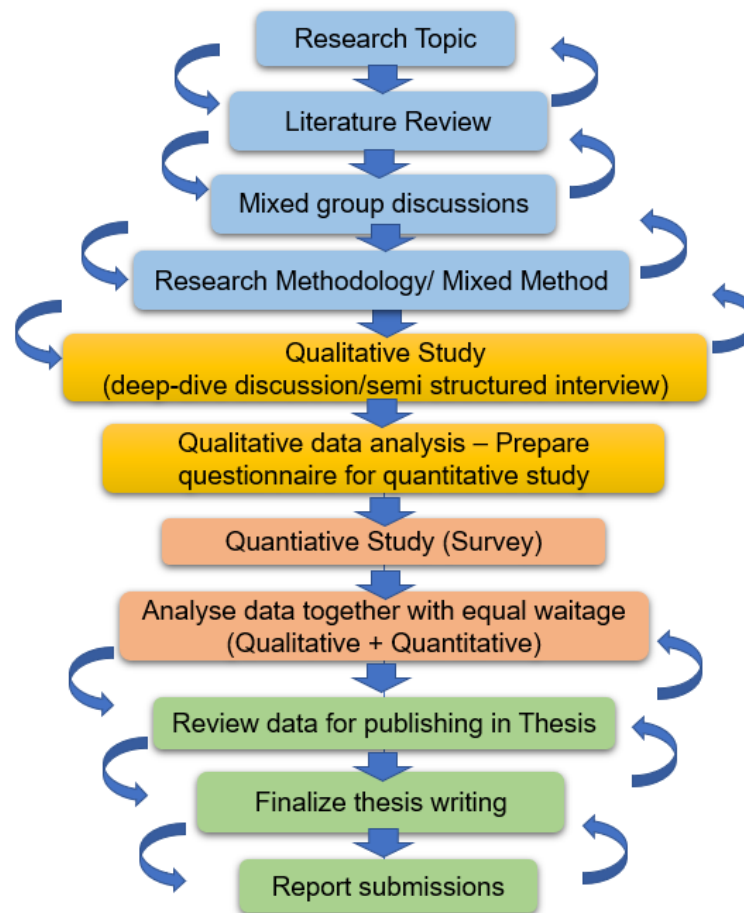 Research Topic
Literature Review
Mixed group discussions
Research Methodology/ Mixed Method
Qualitative Study
(deep-dive discussion/semi structured interview)
Qualitative data analysis – Prepare
questionnaire for quantitative study
Quantiative Study (Survey)
Analyse data together with equal waitage
(Qualitative + Quantitative)
Review data for publishing in Thesis
Finalize thesis writing
Report submissions